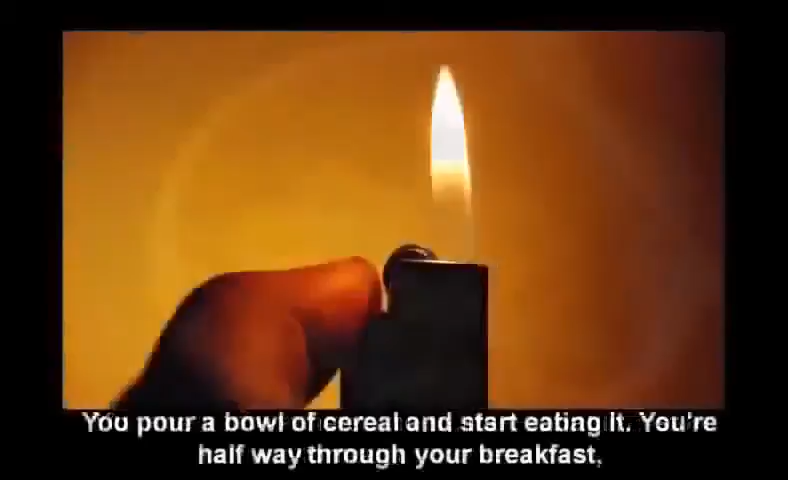 You pour a bowl of cereal and start eating it. You're
half way through your breakfast,